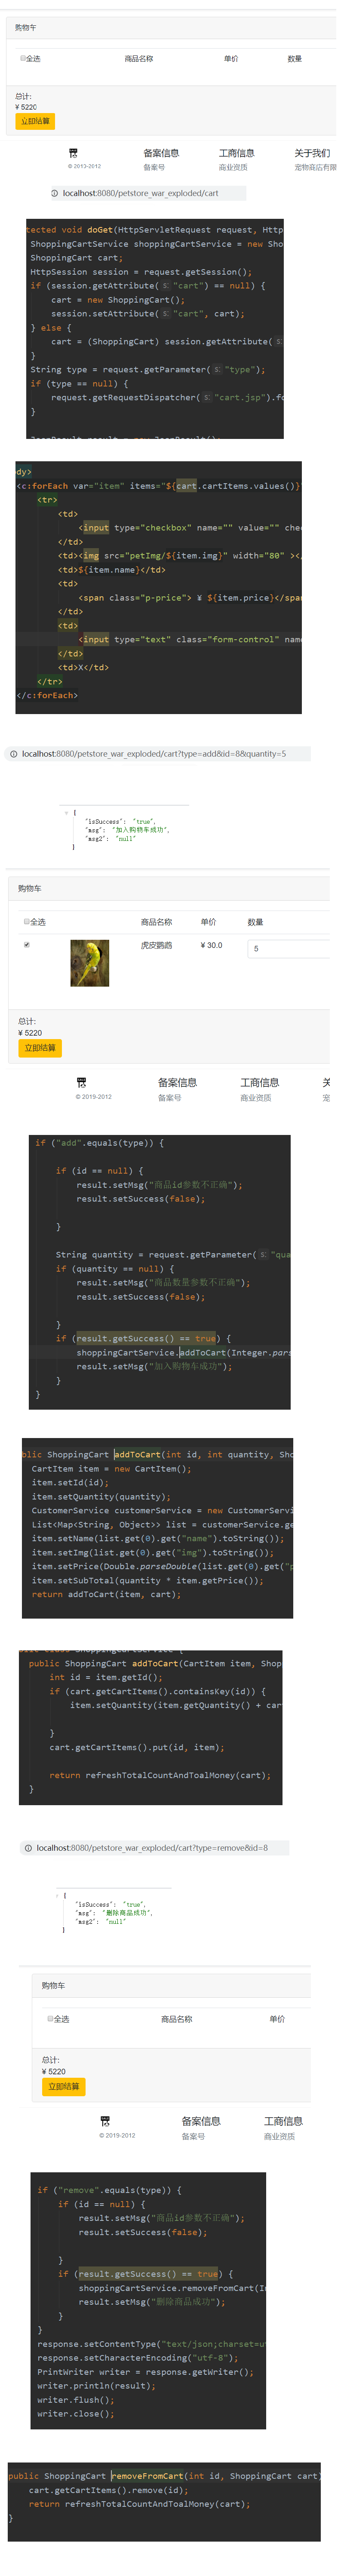 购物车
全选 商品名称 单价 数量
总计:
¥ 5220
立即结算
备案信息 工商信息 关于我们
© 2013-2012 备案号 商业资质 宠物商店有限
localhost:8080/petstore_war_exploded/cart
tected void doGet(HttpServletRequest request, Http
ShoppingCartService shoppingCartService = new Sho
ShoppingCart cart;
HttpSession session = request.getSession();
if (session.getAttribute( s: "cart") == null) {
cart = new ShoppingCart();
session.setAttribute( s: "cart", cart);
} else {
cart = (ShoppingCart) session.getAttribute( s:
}
String type = request.getParameter( s: "type");
if (type == null) {
request.getRequestDispatcher( s: "cart.jsp").fo
}
dy>
<c:forEach var="item" items="${cart.cartItems.values()}"
<tr>
<td>
<input type="checkbox" name="" value="" chec
</td>
<td><img src="petImg/${item.img}" width="80" ></
<td>${item.name}</td>
<td>
<span class="p-price"> ¥ ${item.price}</span
</td>
<td>
<input type="text" class="form-control" name
</td>
<td>X</td>
</tr>
</c:forEach>
localhost:8080/petstore_war_exploded/cart?type=add&id=8&quantity=5
{
"isSuccess": "true",
"msg": "加入购物车成功",
"msg2": "null"
}
购物车
全选 商品名称 单价 数量
虎皮鹦鹉 ¥ 30.0 5
总计:
¥ 5220
立即结算
备案信息 工商信息 关
© 2019-2012 备案号 商业资质 宠
if ("add".equals(type)) {
if (id == null) {
result.setMsg("商品id参数不正确");
result.setSuccess(false);
}
String quantity = request.getParameter( s: "qua
if (quantity == null) {
result.setMsg("商品数量参数不正确");
result.setSuccess(false);
}
if (result.getSuccess() == true) {
shoppingCartService.addToCart(Integer.pars
result.setMsg("加入购物车成功");
}
}
blic ShoppingCart addToCart(int id, int quantity, Sho
CartItem item = new CartItem();
item.setId(id);
item.setQuantity(quantity);
CustomerService customerService = new CustomerServi
List<Map<String, Object>> list = customerService.ge
item.setName(list.get(0).get("name").toString());
item.setImg(list.get(0).get("img").toString());
item.setPrice(Double.parseDouble(list.get(0).get("p
item.setSubTotal(quantity * item.getPrice());
return addToCart(item, cart);
public ShoppingCart addToCart(CartItem item, Shop
int id = item.getId();
if (cart.getCartItems().containsKey(id)) {
item.setQuantity(item.getQuantity() + cart
}
cart.getCartItems().put(id, item);
return refreshTotalCountAndToalMoney(cart);
}
localhost:8080/petstore_war_exploded/cart?type=remove&id=8
{
"isSuccess": "true",
"msg": "删除商品成功",
"msg2": "null"
}
购物车
全选 商品名称 单价
总计:
¥ 5220
立即结算
备案信息 工商信息
© 2019-2012 备案号 商业资质
if ("remove".equals(type)) {
if (id == null) {
result.setMsg("商品id参数不正确");
result.setSuccess(false);
}
if (result.getSuccess() == true) {
shoppingCartService.removeFromCart(In
result.setMsg("删除商品成功");
}
}
response.setContentType("text/json;charset=u
response.setCharacterEncoding("utf-8");
PrintWriter writer = response.getWriter();
writer.println(result);
writer.flush();
writer.close();
public ShoppingCart removeFromCart(int id, ShoppingCart cart)
cart.getCartItems().remove(id);
return refreshTotalCountAndToalMoney(cart);
}